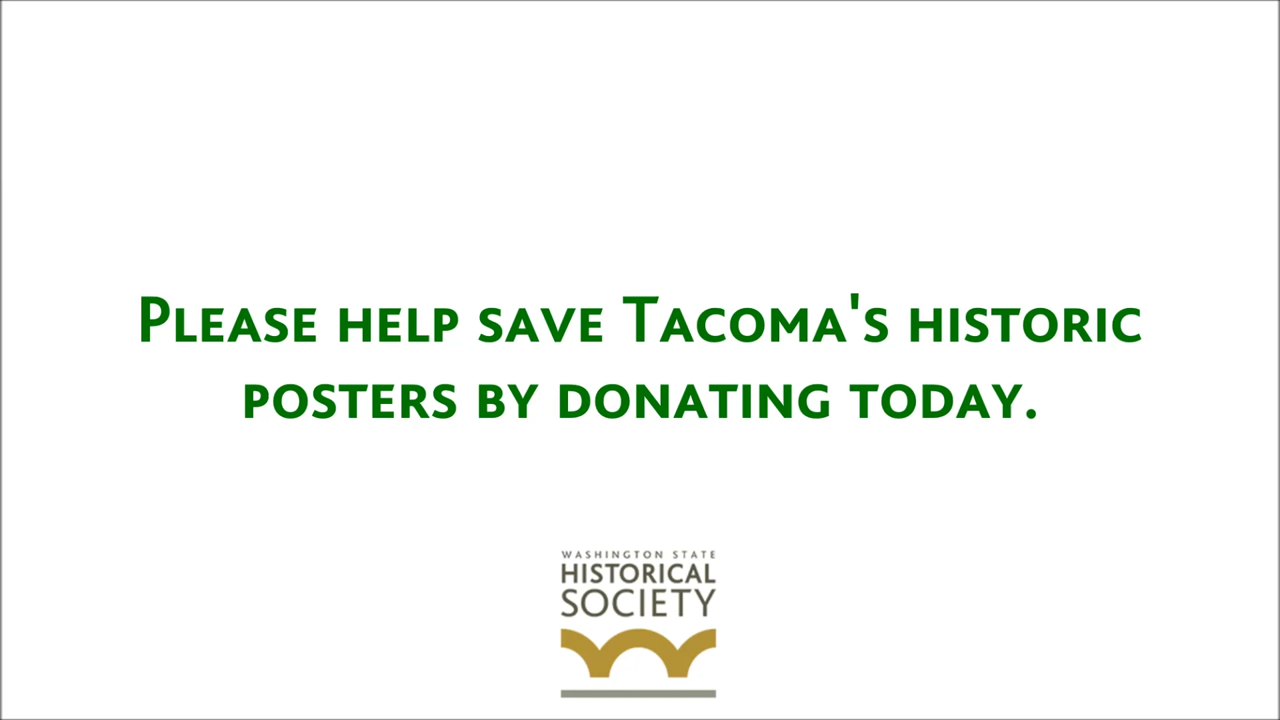 Please help save Tacoma's historic
posters by donating today.
WASHINGTON STATE
HISTORICAL
SOCIETY